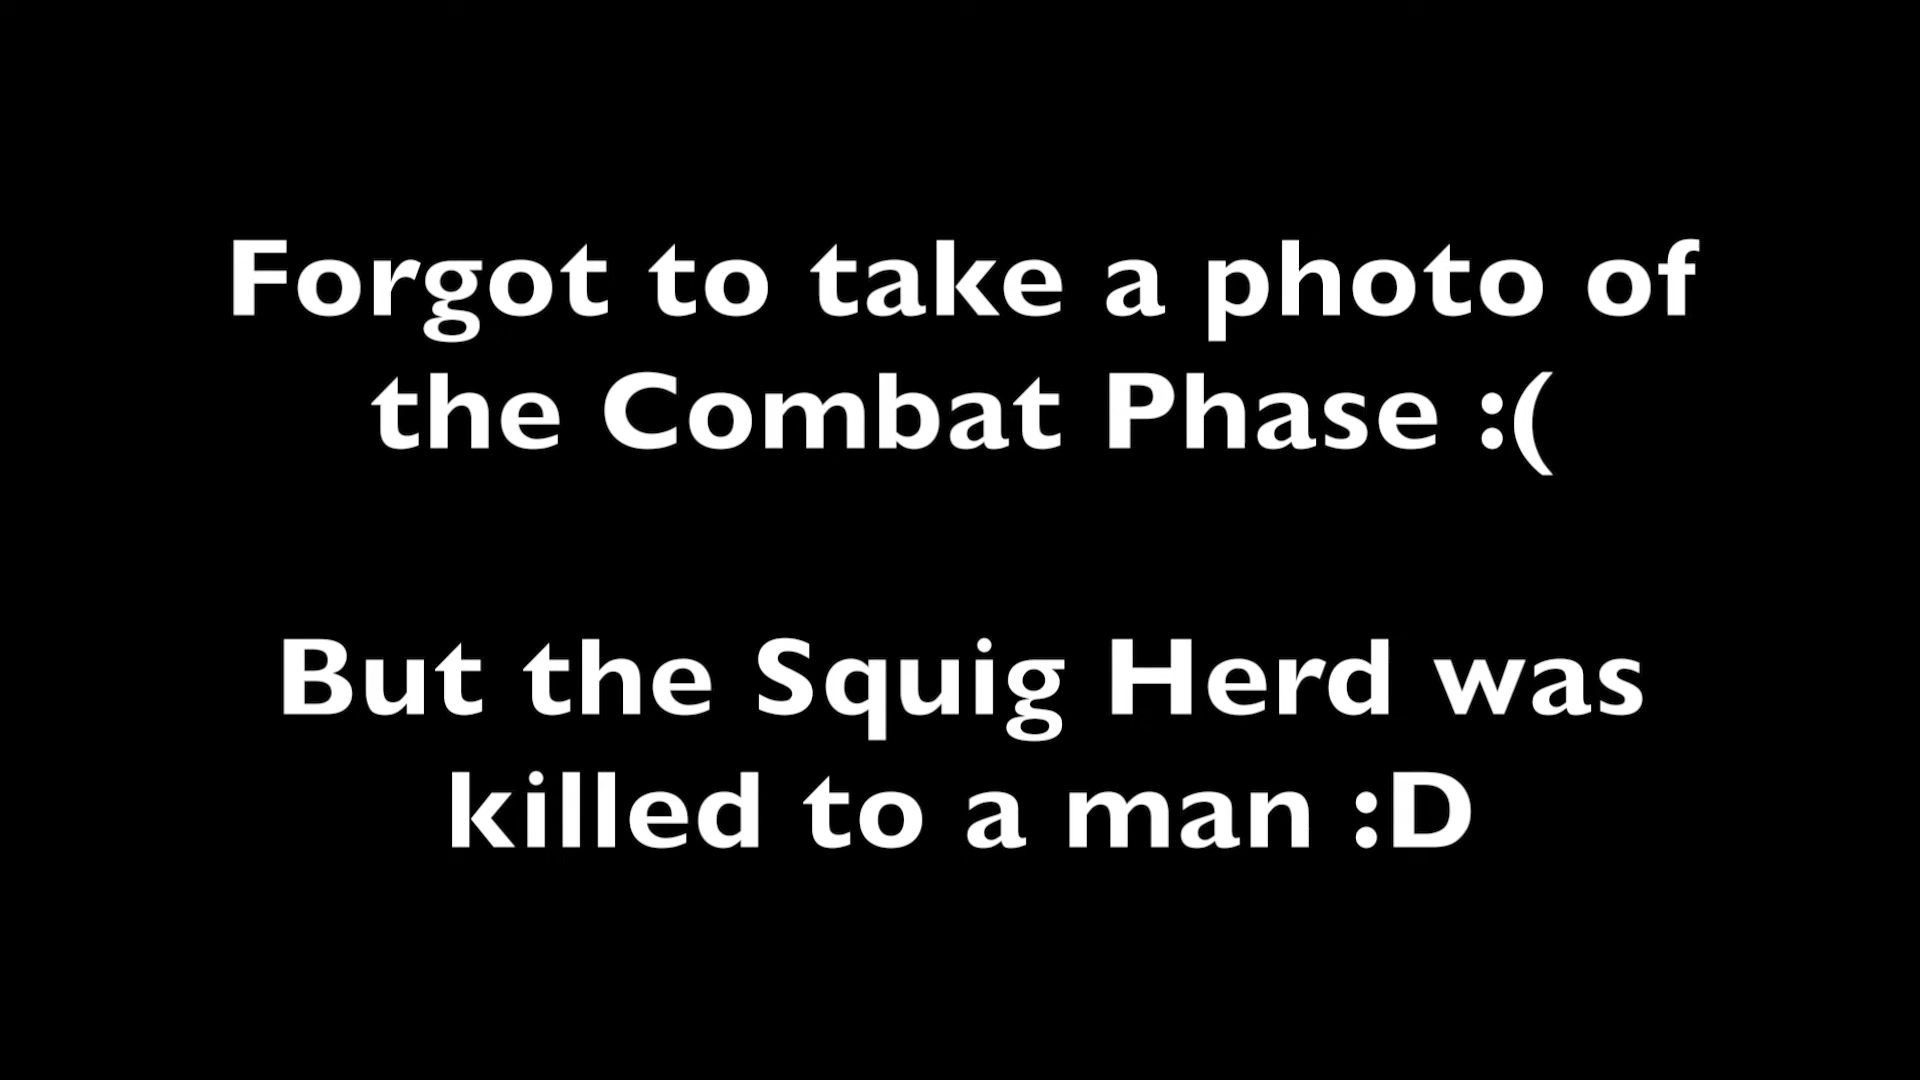 Forgot to take a photo of
the Combat Phase :(
But the Squig Herd was
killed to a man :D